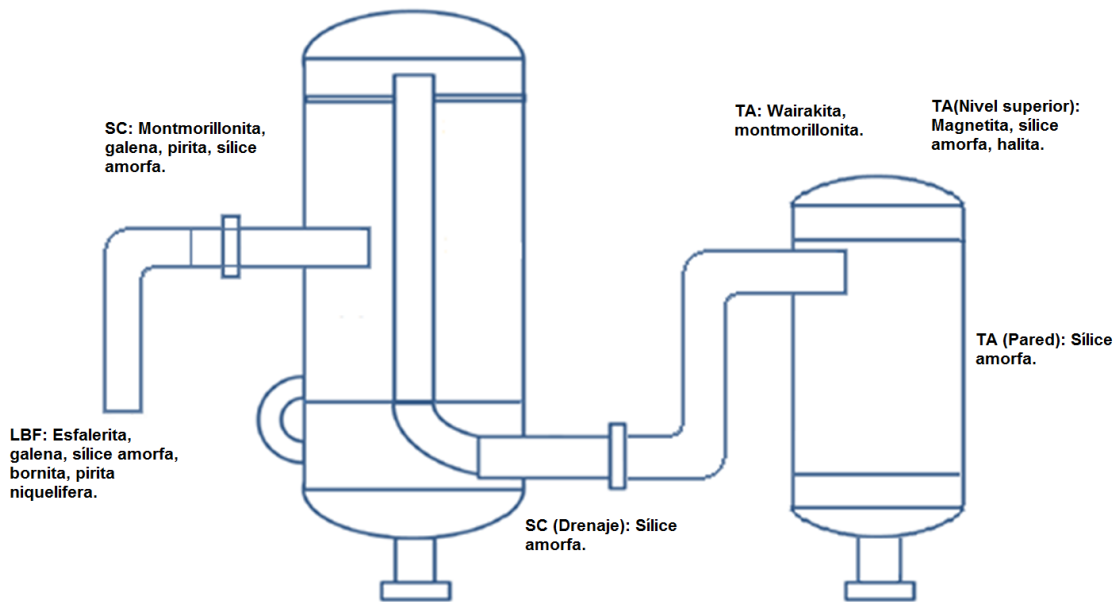 SC: Montmorillonita,
galena, pirita, sílice
amorfa.
TA: Wairakita,
montmorillonita.
TA(Nivel superior):
Magnetita, sílice
amorfa, halita.
TA (Pared): Sílice
amorfa.
LBF: Esfalerita,
galena, sílice amorfa,
bornita, pirita
niquelifera.
SC (Drenaje): Sílice
amorfa.